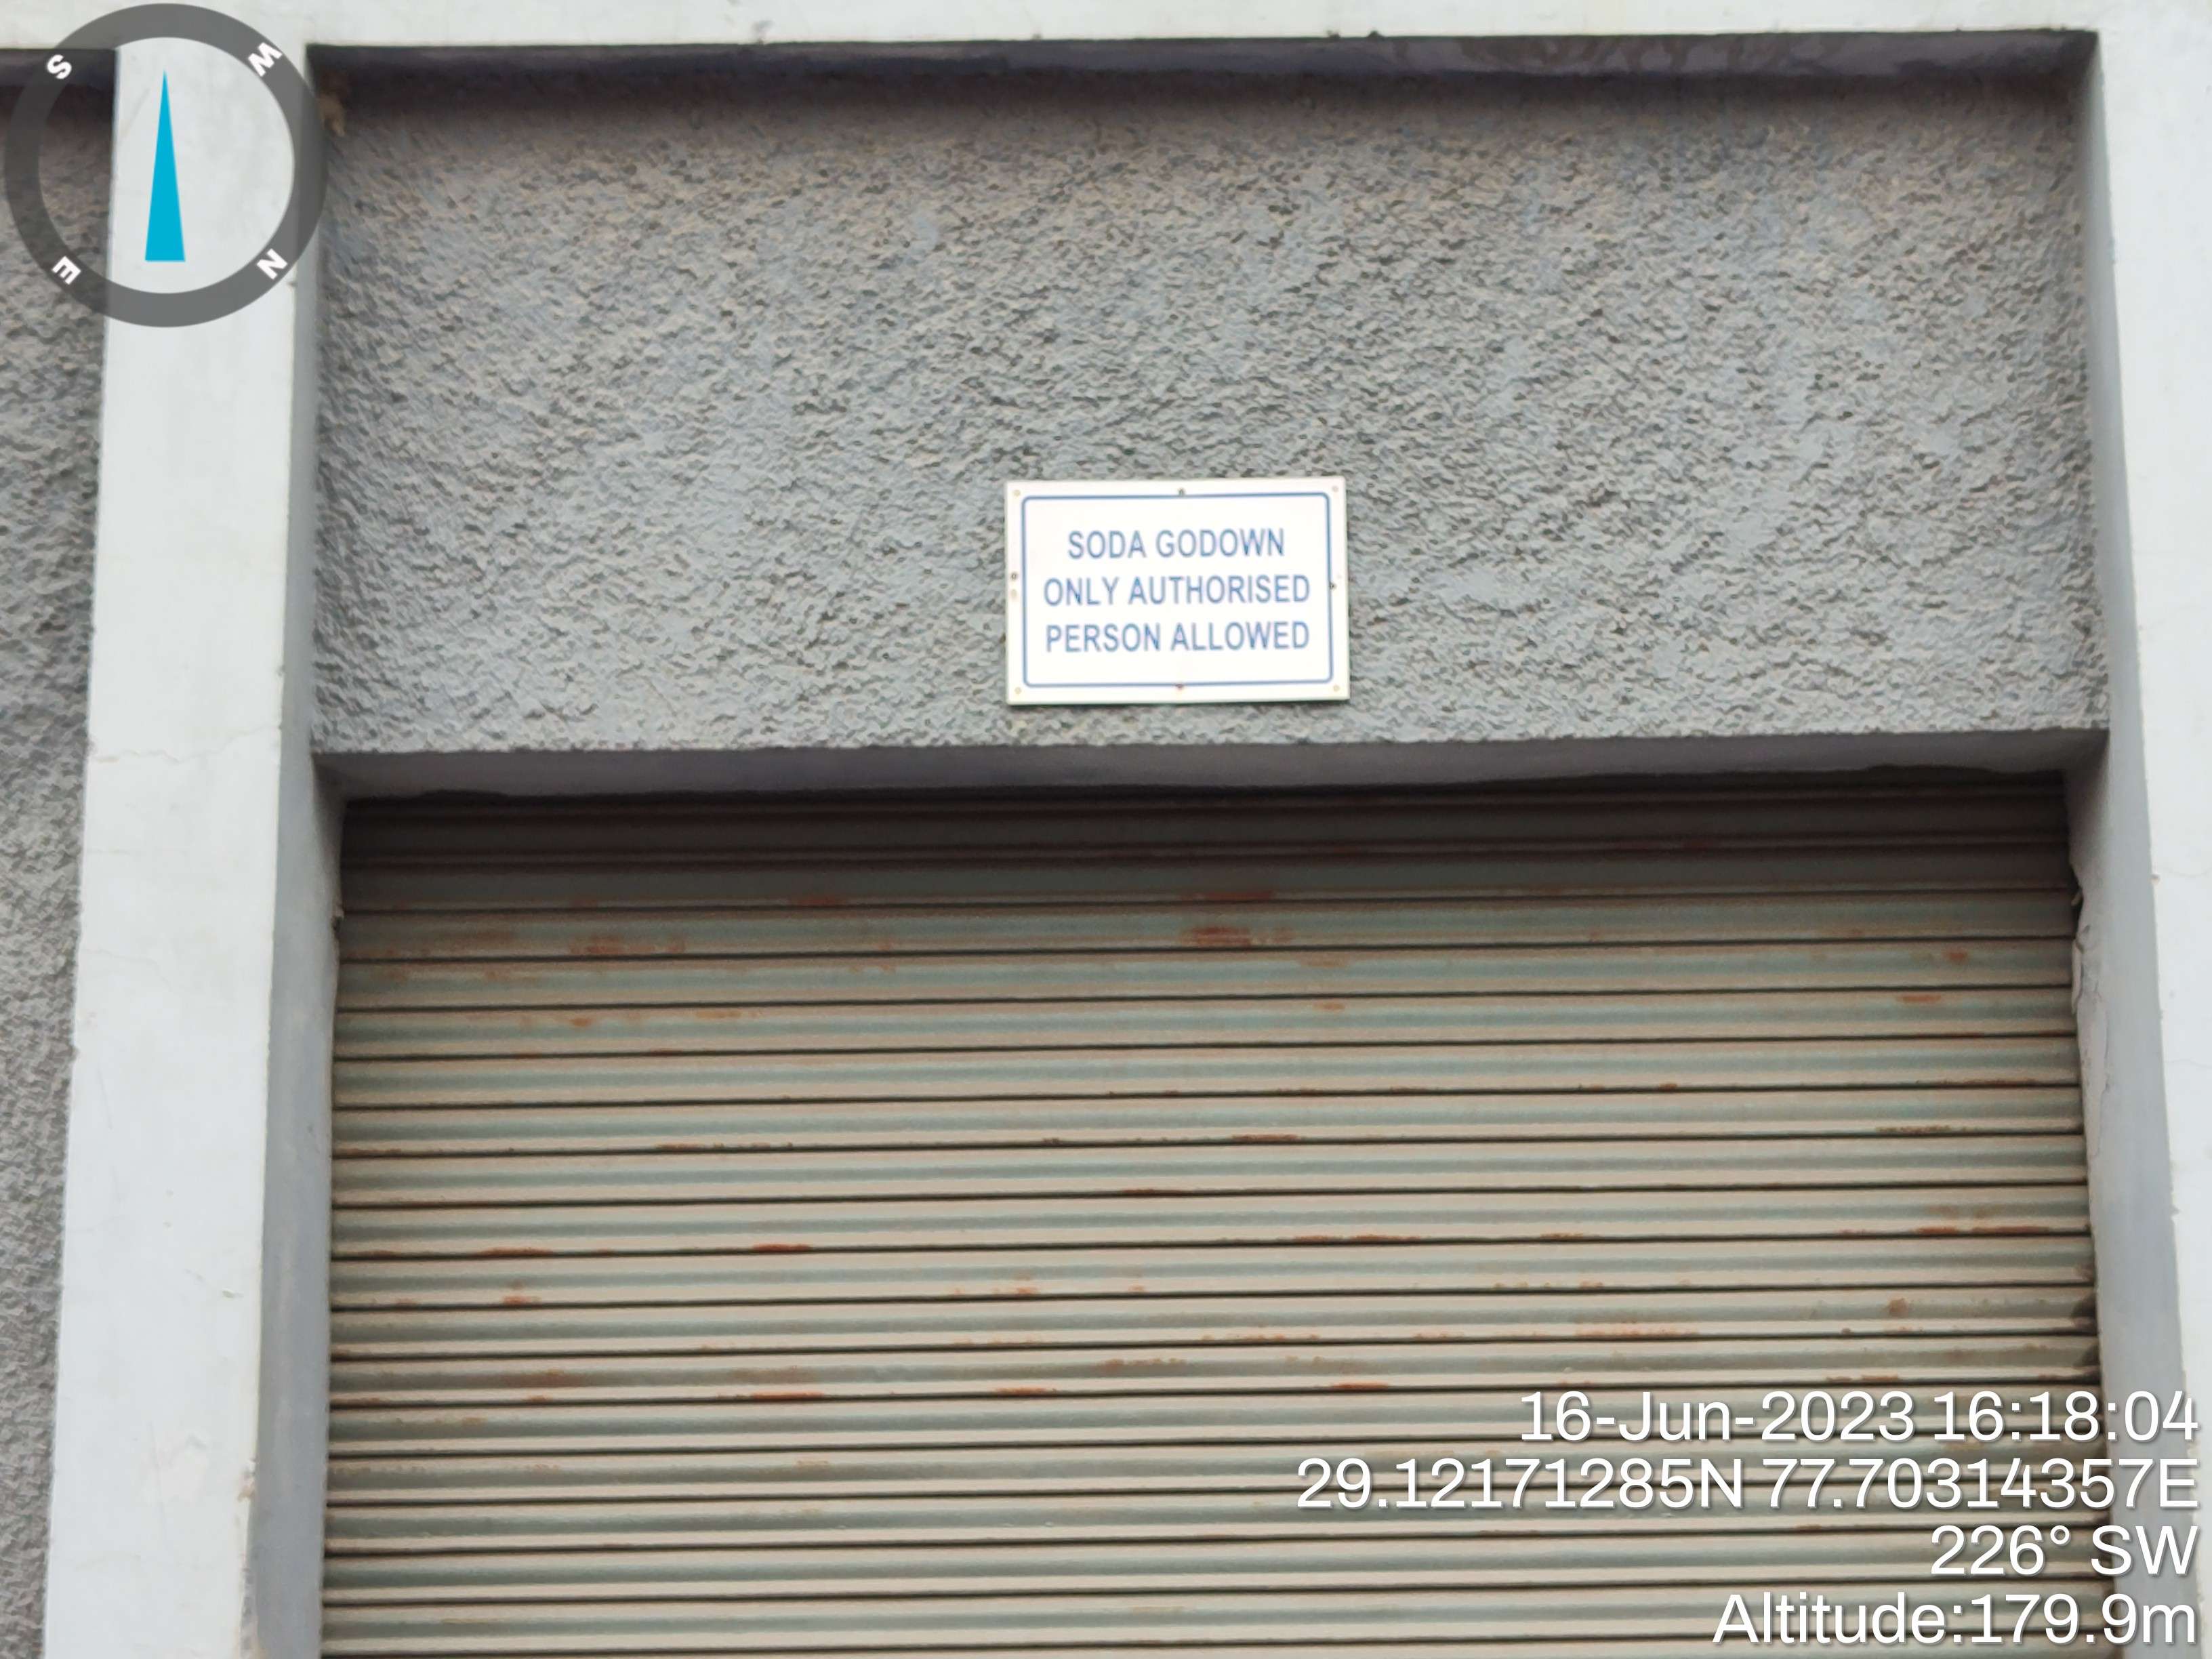 S
W
E
N
SODA GODOWN
ONLY AUTHORISED
PERSON ALLOWED
16-Jun-2023 16:18:04
29.12171285N 77.70314357E
226° SW
Altitude:179.9m